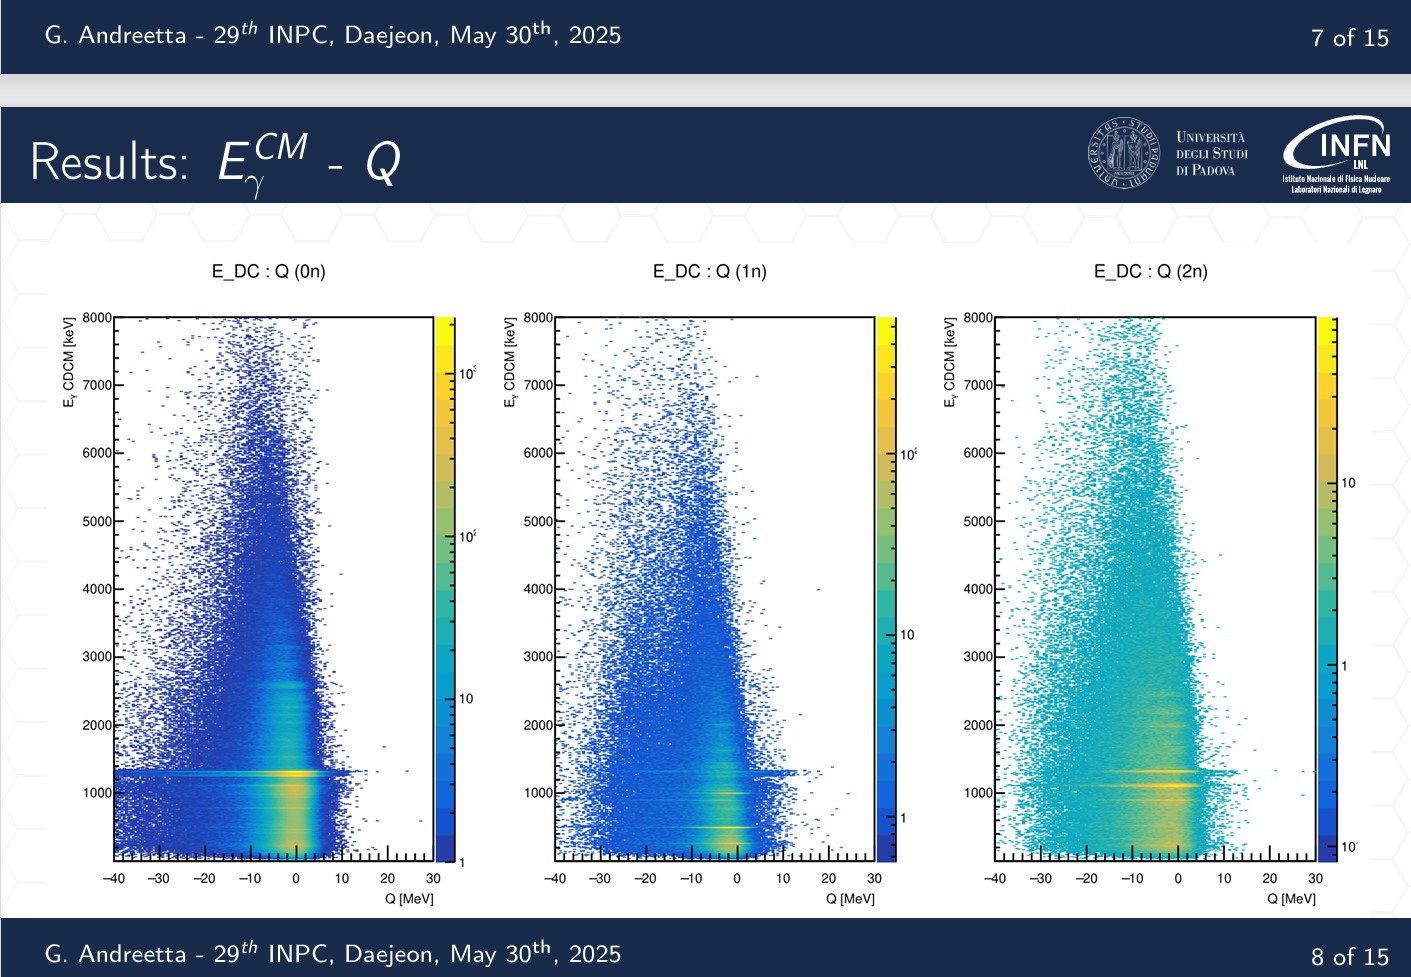 G. Andreetta - 29th INPC, Daejeon, May 30th, 2025
7 of 15
Results: E_γ^CM - Q
UNIVERSITÀ
DEGLI STUDI
DI PADOVA
INFN
LNL
Istituto Nazionale di Fisica Nucleare
Laboratori Nazionali di Legnaro
E_DC : Q (0n)
Eγ CDCM [keV]
8000
7000
6000
5000
4000
3000
2000
1000
−40 −30 −20 −10 0 10 20 30
Q [MeV]
10
1
E_DC : Q (1n)
Eγ CDCM [keV]
8000
7000
6000
5000
4000
3000
2000
1000
−40 −30 −20 −10 0 10 20 30
Q [MeV]
10²
10
1
E_DC : Q (2n)
Eγ CDCM [keV]
8000
7000
6000
5000
4000
3000
2000
1000
−40 −30 −20 −10 0 10 20 30
Q [MeV]
10
1
G. Andreetta - 29th INPC, Daejeon, May 30th, 2025
8 of 15